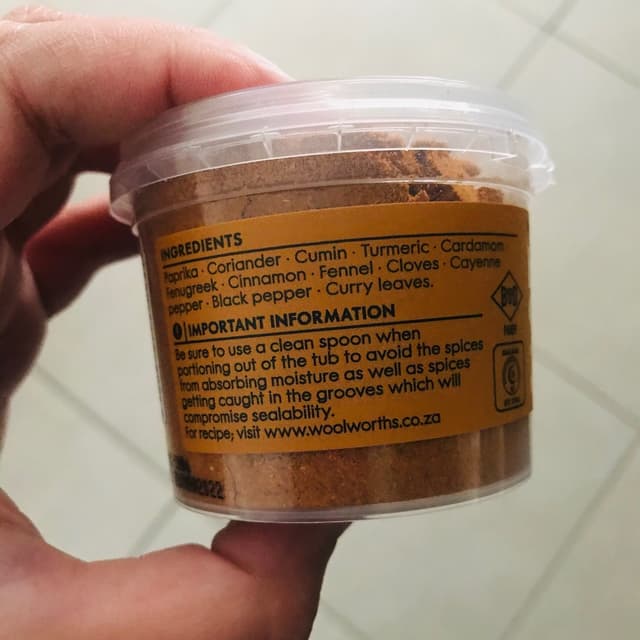 INGREDIENTS
Paprika · Coriander · Cumin · Turmeric · Cardamom
Fenugreek · Cinnamon · Fennel · Cloves · Cayenne
pepper · Black pepper · Curry leaves.
IMPORTANT INFORMATION
Be sure to use a clean spoon when
portioning out of the tub to avoid the spices
from absorbing moisture as well as spices
getting caught in the grooves which will
compromise sealability.
For recipe; visit www.woolworths.co.za
2022